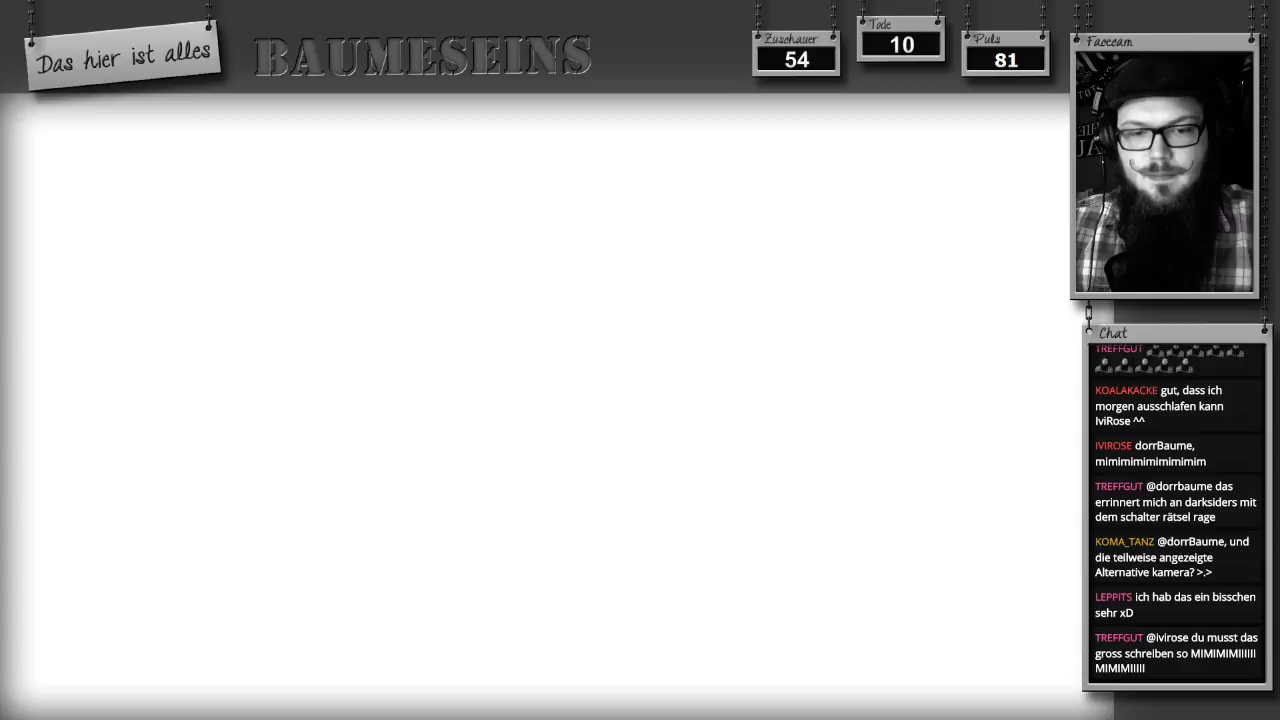 Das hier ist alles
BAUMESEINS
Zuschauer
54
Tode
10
Puls
81
Facecam
Chat
TREFFGUT
KOALAKACKE gut, dass ich
morgen ausschlafen kann
IviRose ^^
IVIROSE dorrBaume,
mimimimimimimimim
TREFFGUT @dorrbaume das
errinnert mich an darksiders mit
dem schalter rätsel rage
KOMA_TANZ @dorrBaume, und
die teilweise angezeigte
Alternative kamera? >.>
LEPPITS ich hab das ein bisschen
sehr xD
TREFFGUT @ivirose du musst das
gross schreiben so MIMIMIMIIIIII
MIMIMIIIII